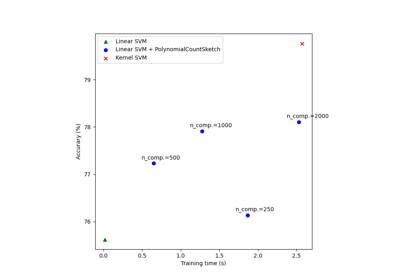 Linear SVM
Linear SVM + PolynomialCountSketch
Kernel SVM
79
n_comp.=2000
78
n_comp.=1000
n_comp.=500
77
n_comp.=250
76
Accurary (%)
0.0 0.5 1.0 1.5 2.0 2.5
Training time (s)